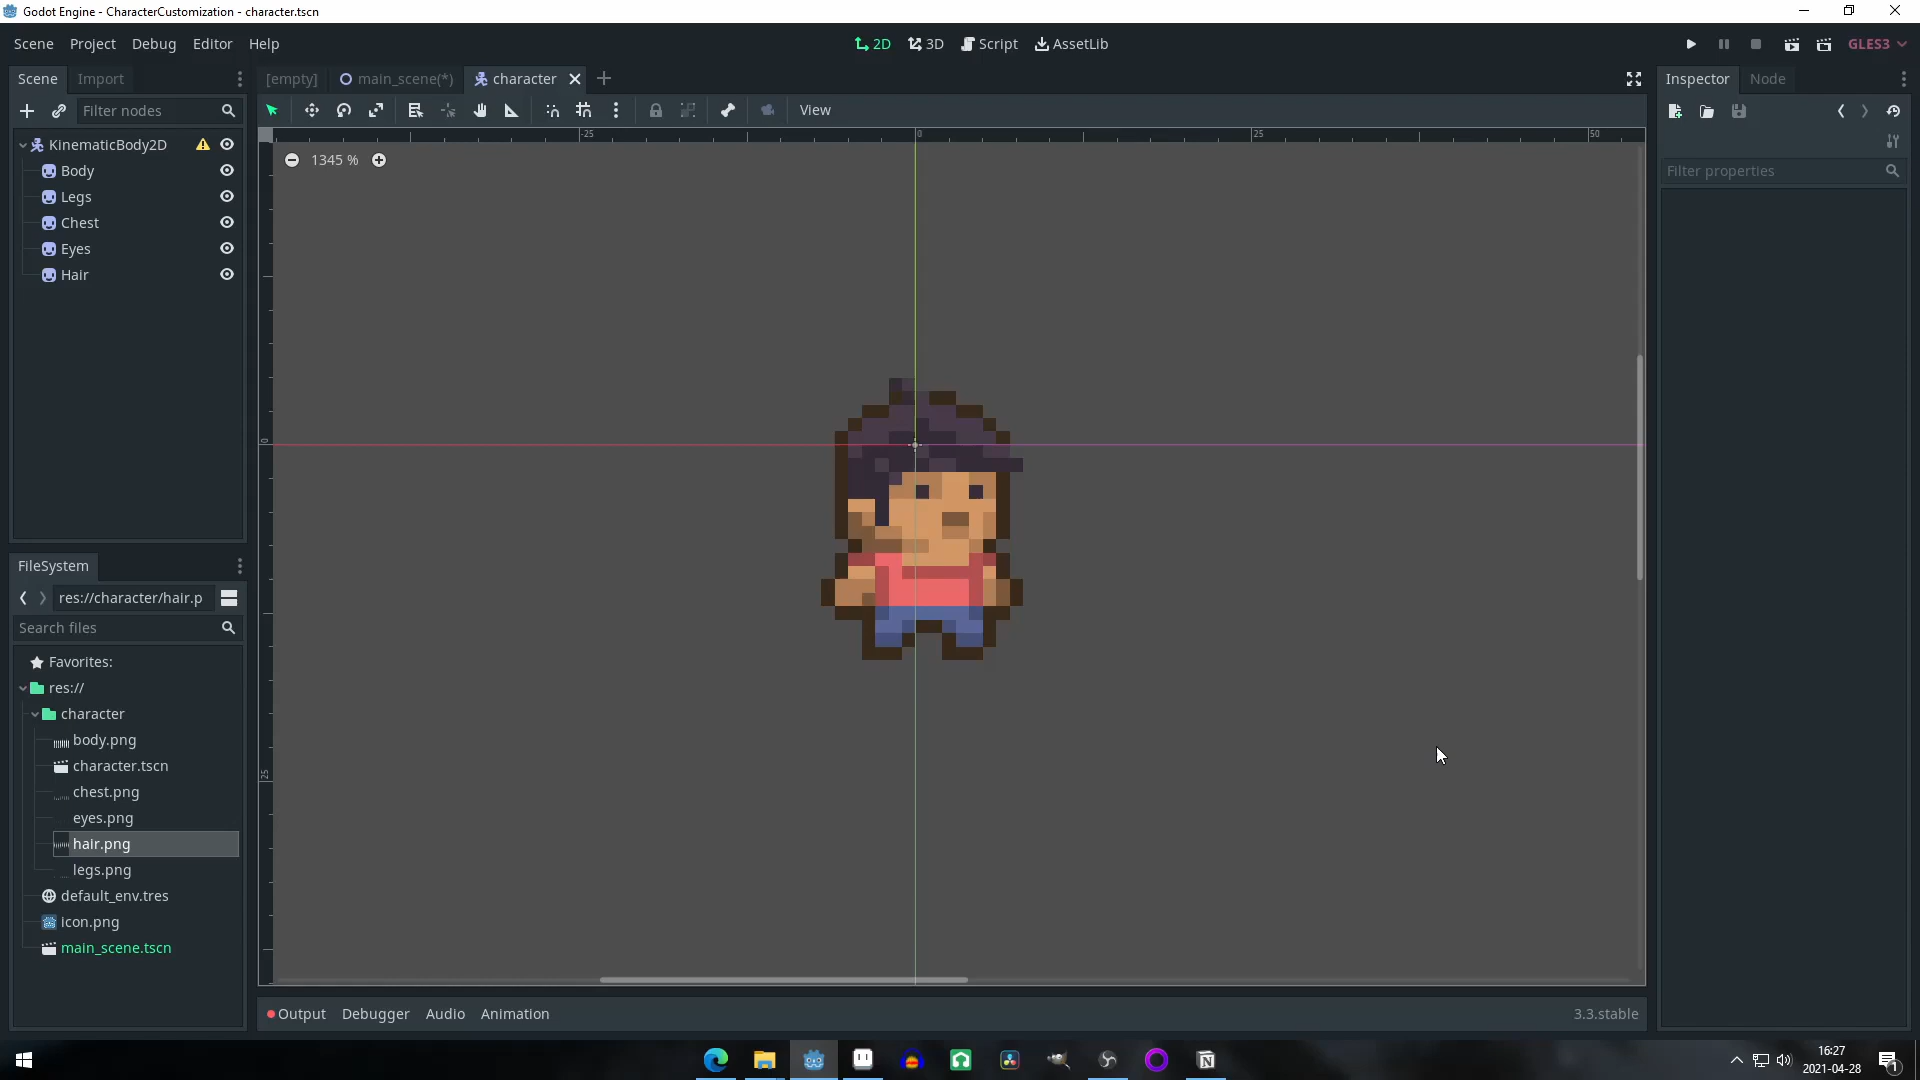 Godot Engine - CharacterCustomization - character.tscn
Scene Project Debug Editor Help
2D 3D Script AssetLib
GLES3
Scene Import
[empty] main_scene(*) character
Inspector Node
Filter nodes
View
KinematicBody2D
Body
Legs
Chest
Eyes
Hair
-25 0 25 50
1345 %
0
25
Filter properties
FileSystem
res://character/hair.p
Search files
Favorites:
res://
character
body.png
character.tscn
chest.png
eyes.png
hair.png
legs.png
default_env.tres
icon.png
main_scene.tscn
Output Debugger Audio Animation
3.3.stable
16:27
2021-04-28
1